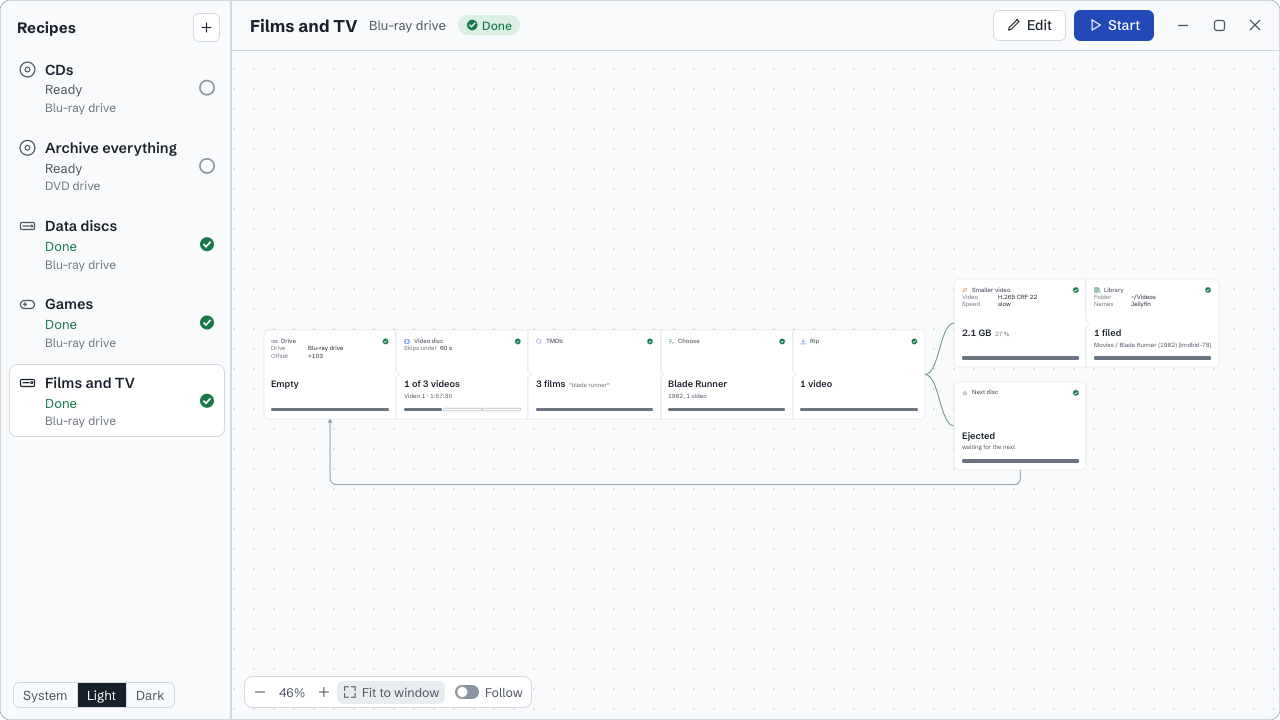 Recipes
CDs
Ready
Blu-ray drive
Archive everything
Ready
DVD drive
Data discs
Done
Blu-ray drive
Games
Done
Blu-ray drive
Films and TV
Done
Blu-ray drive
System Light Dark
Films and TV Blu-ray drive Done
Edit Start
Drive
Drive Blu-ray drive
Offset +103
Empty
Video disc
Skips under 60 s
1 of 3 videos
Video 1 · 1:57:30
TMDb
3 films "blade runner"
Choose
Blade Runner
1982, 1 video
Rip
1 video
Smaller video
Video H.265 CRF 22
Speed slow
2.1 GB 27 %
Library
Folder ~/Videos
Names Jellyfin
1 filed
Movies / Blade Runner (1982) [tmdbid-78]
Next disc
Ejected
waiting for the next
46% Fit to window Follow